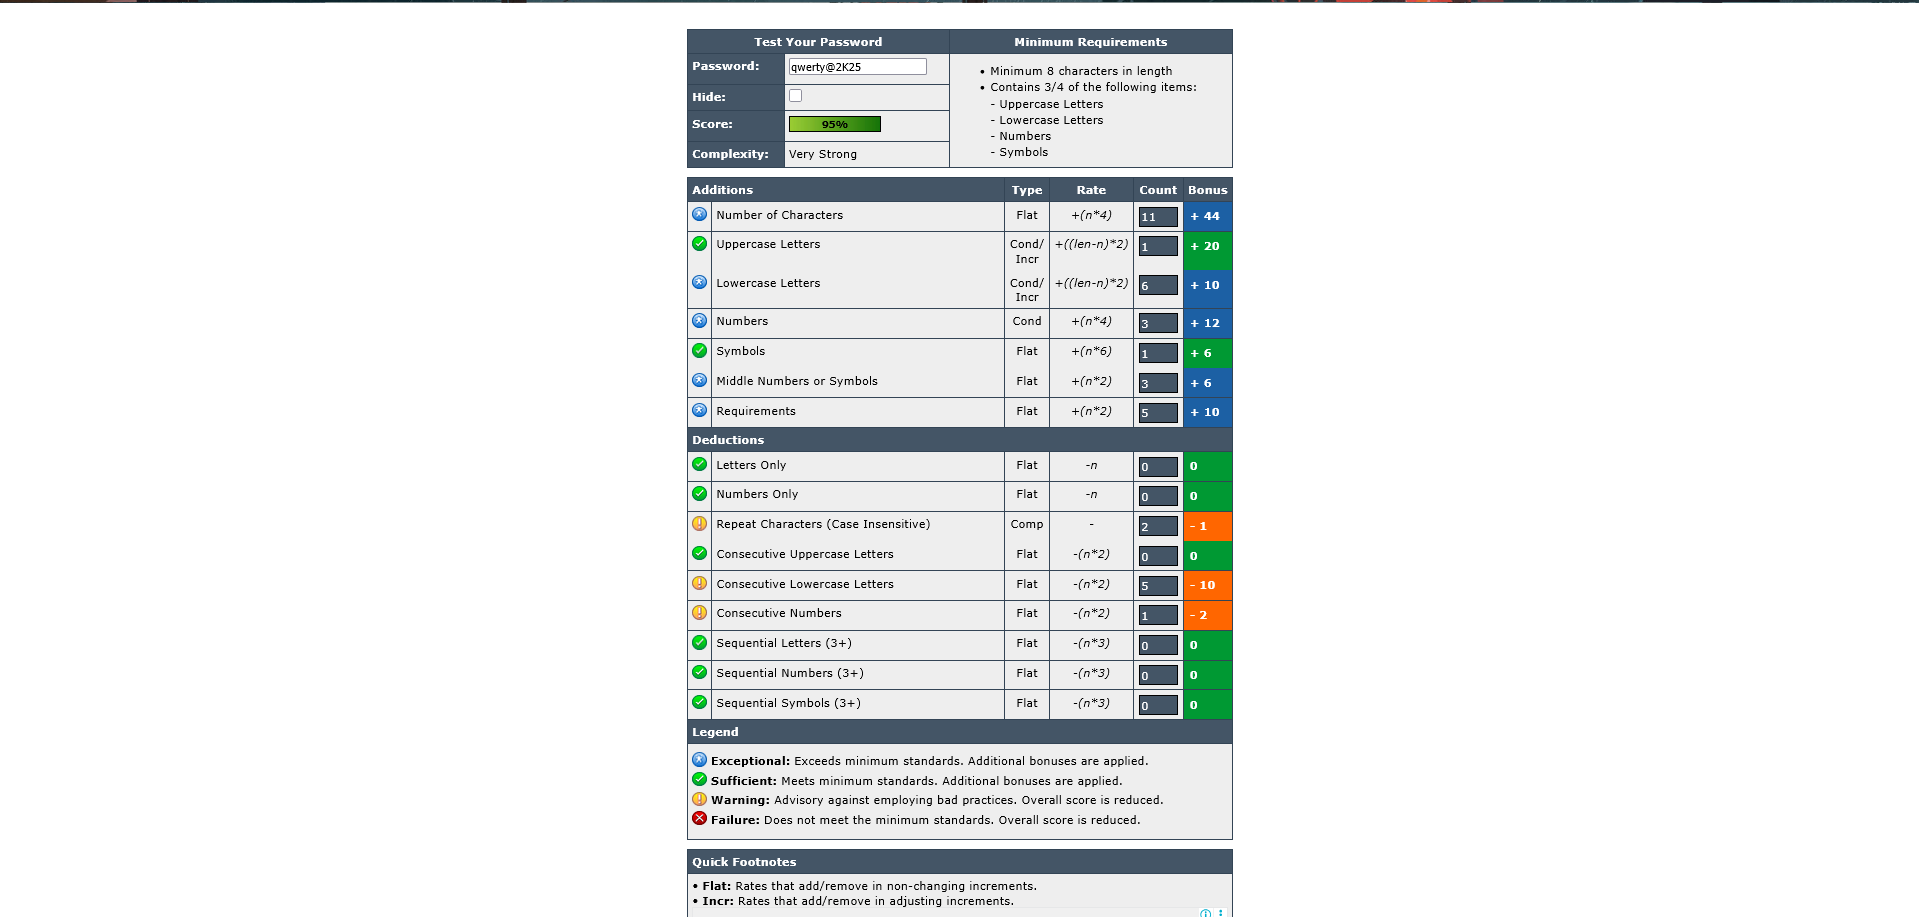 Test Your Password Minimum Requirements
Password: qwerty@2K25
• Minimum 8 characters in length
• Contains 3/4 of the following items:
Hide:
- Uppercase Letters
- Lowercase Letters
Score: 95%
- Numbers
- Symbols
Complexity: Very Strong
Additions Type Rate Count Bonus
Number of Characters Flat +(n*4) 11 + 44
Uppercase Letters Cond/ +((len-n)*2) 1 + 20
Incr
Lowercase Letters Cond/ +((len-n)*2) 6 + 10
Incr
Numbers Cond +(n*4) 3 + 12
Symbols Flat +(n*6) 1 + 6
Middle Numbers or Symbols Flat +(n*2) 3 + 6
Requirements Flat +(n*2) 5 + 10
Deductions
Letters Only Flat -n 0 0
Numbers Only Flat -n 0 0
Repeat Characters (Case Insensitive) Comp - 2 - 1
Consecutive Uppercase Letters Flat -(n*2) 0 0
Consecutive Lowercase Letters Flat -(n*2) 5 - 10
Consecutive Numbers Flat -(n*2) 1 - 2
Sequential Letters (3+) Flat -(n*3) 0 0
Sequential Numbers (3+) Flat -(n*3) 0 0
Sequential Symbols (3+) Flat -(n*3) 0 0
Legend
Exceptional: Exceeds minimum standards. Additional bonuses are applied.
Sufficient: Meets minimum standards. Additional bonuses are applied.
Warning: Advisory against employing bad practices. Overall score is reduced.
Failure: Does not meet the minimum standards. Overall score is reduced.
Quick Footnotes
• Flat: Rates that add/remove in non-changing increments.
• Incr: Rates that add/remove in adjusting increments.